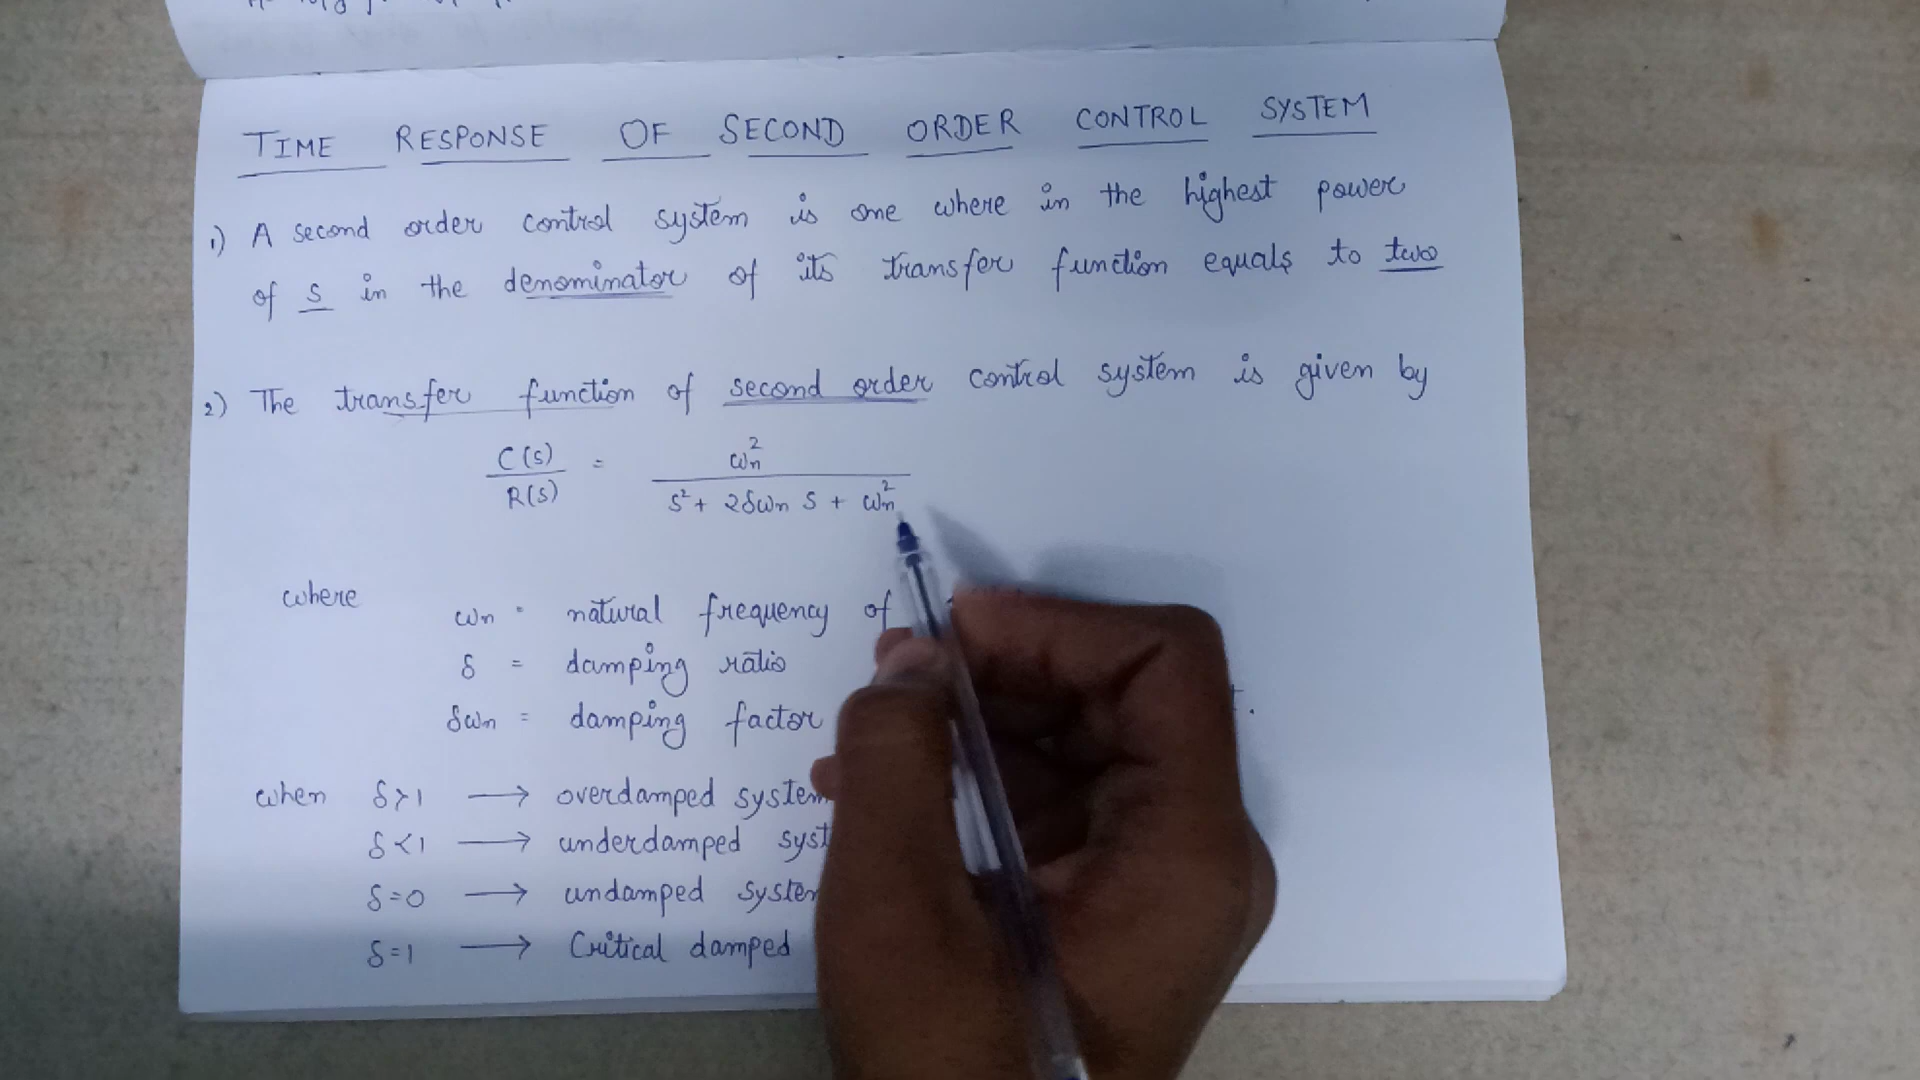 TIME RESPONSE OF SECOND ORDER CONTROL SYSTEM
1) A second order control system is one where in the highest power
of s in the denominator of its transfer function equals to two
2) The transfer function of second order control system is given by
C(s)/R(s) = ωn²/(s² + 2δωn s + ωn²)
where
ωn = natural frequency of
δ = damping ratio
δωn = damping factor
when δ>1 → overdamped system
δ<1 → underdamped syst
δ=0 → undamped system
δ=1 → Critical damped